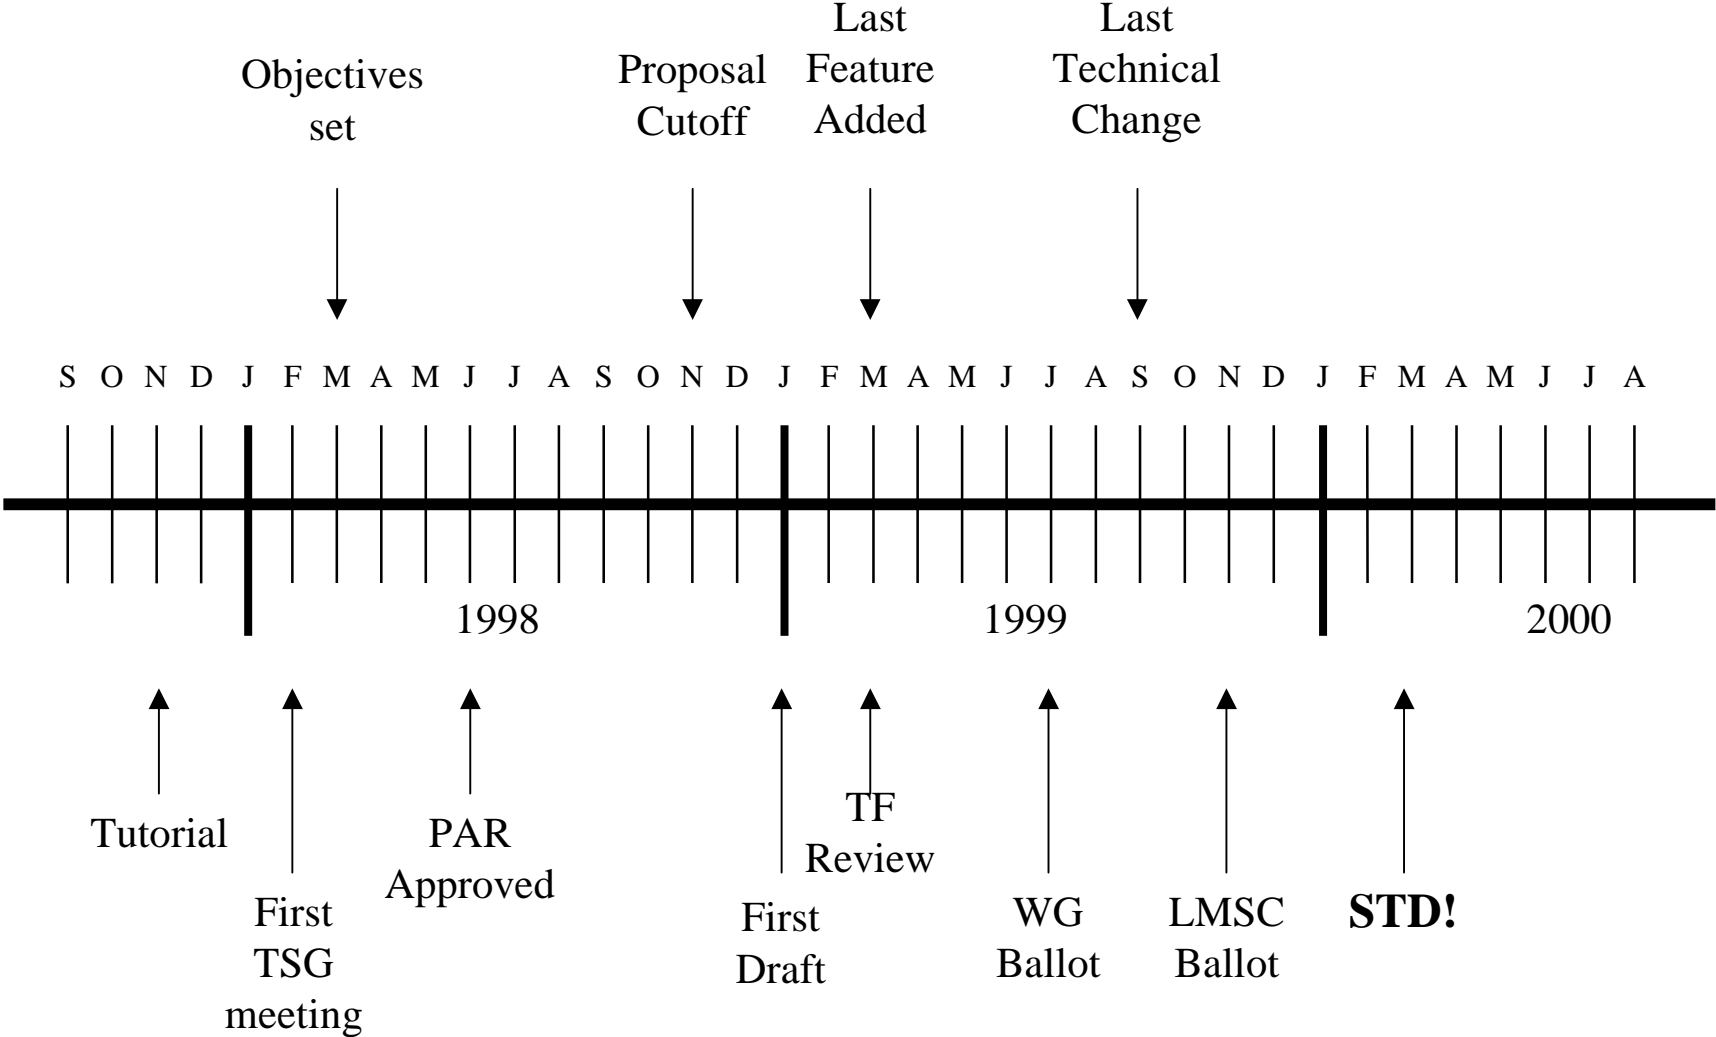 Objectives
set
Proposal
Cutoff
Last
Feature
Added
Last
Technical
Change
S O N D J F M A M J J A S O N D J F M A M J J A S O N D J F M A M J J A
1998 1999 2000
Tutorial
First
TSG
meeting
PAR
Approved
First
Draft
TF
Review
WG
Ballot
LMSC
Ballot
STD!